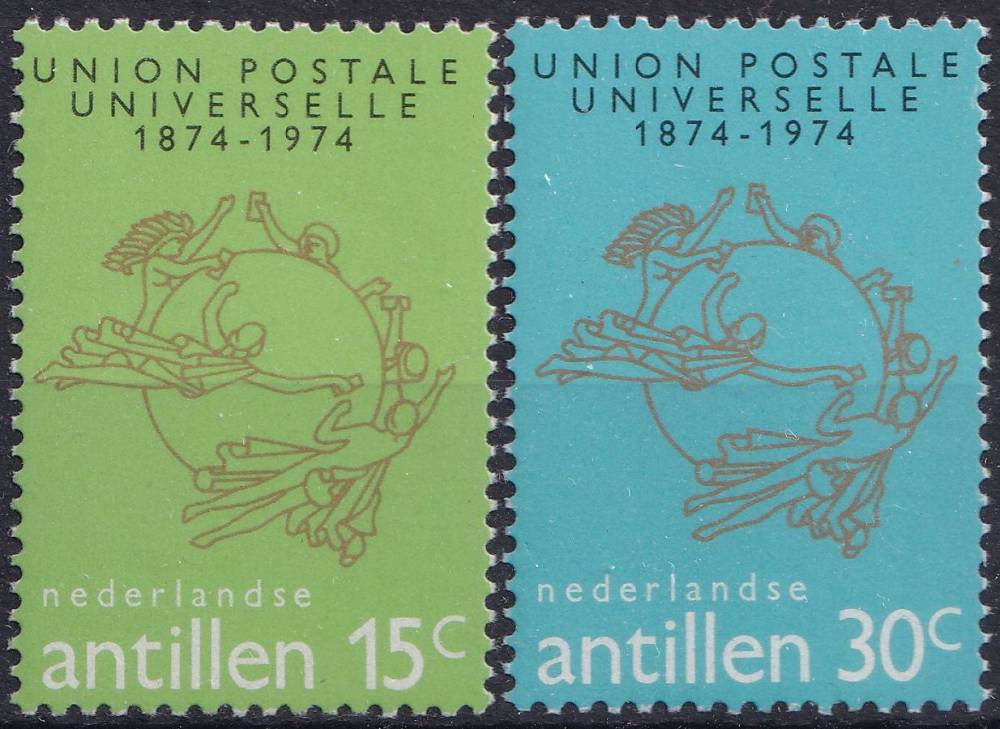 UNION POSTALE
UNIVERSELLE
1874-1974
nederlandse
antillen 15c
UNION POSTALE
UNIVERSELLE
1874-1974
nederlandse
antillen 30c